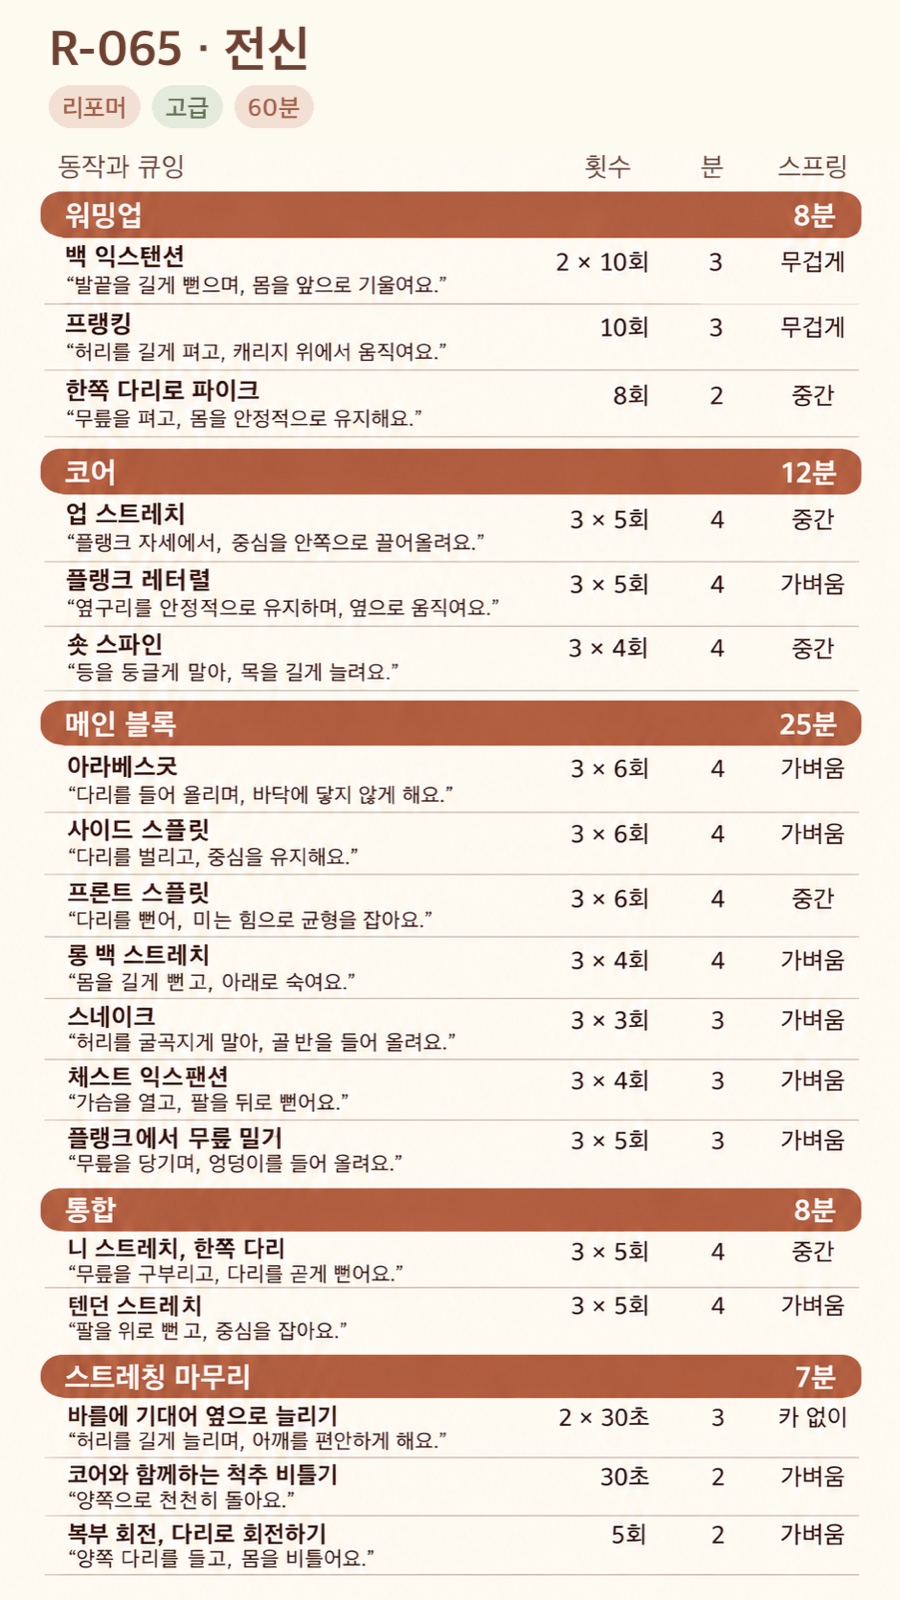 R-065 · 전신
리포머 고급 60분
동작과 큐잉 횟수 분 스프링
워밍업 8분
백 익스탠션 2 × 10회 3 무겁게
“발끝을 길게 뻗으며, 몸을 앞으로 기울여요.”
프랭킹 10회 3 무겁게
“허리를 길게 펴고, 캐리지 위에서 움직여요.”
한쪽 다리로 파이크 8회 2 중간
“무릎을 펴고, 몸을 안정적으로 유지해요.”
코어 12분
업 스트레치 3 × 5회 4 중간
“플랭크 자세에서, 중심을 안쪽으로 끌어올려요.”
플랭크 레터럴 3 × 5회 4 가벼움
“옆구리를 안정적으로 유지하며, 옆으로 움직여요.”
숏 스파인 3 × 4회 4 중간
“등을 둥글게 말아, 목을 길게 늘려요.”
메인 블록 25분
아라베스굿 3 × 6회 4 가벼움
“다리를 들어 올리며, 바닥에 닿지 않게 해요.”
사이드 스플릿 3 × 6회 4 가벼움
“다리를 벌리고, 중심을 유지해요.”
프론트 스플릿 3 × 6회 4 중간
“다리를 뻗어, 미는 힘으로 균형을 잡아요.”
롱 백 스트레치 3 × 4회 4 가벼움
“몸을 길게 뻗고, 아래로 숙여요.”
스네이크 3 × 3회 3 가벼움
“허리를 굴곡지게 말아, 골반을 들어 올려요.”
체스트 익스팬션 3 × 4회 3 가벼움
“가슴을 열고, 팔을 뒤로 뻗어요.”
플랭크에서 무릎 밀기 3 × 5회 3 가벼움
“무릎을 당기며, 엉덩이를 들어 올려요.”
통합 8분
니 스트레치, 한쪽 다리 3 × 5회 4 중간
“무릎을 구부리고, 다리를 곧게 뻗어요.”
텐던 스트레치 3 × 5회 4 가벼움
“팔을 위로 뻗고, 중심을 잡아요.”
스트레칭 마무리 7분
바를에 기대어 옆으로 늘리기 2 × 30초 3 카 없이
“허리를 길게 늘리며, 어깨를 편안하게 해요.”
코어와 함께하는 척추 비틀기 30초 2 가벼움
“양쪽으로 천천히 돌아요.”
복부 회전, 다리로 회전하기 5회 2 가벼움
“양쪽 다리를 들고, 몸을 비틀어요.”